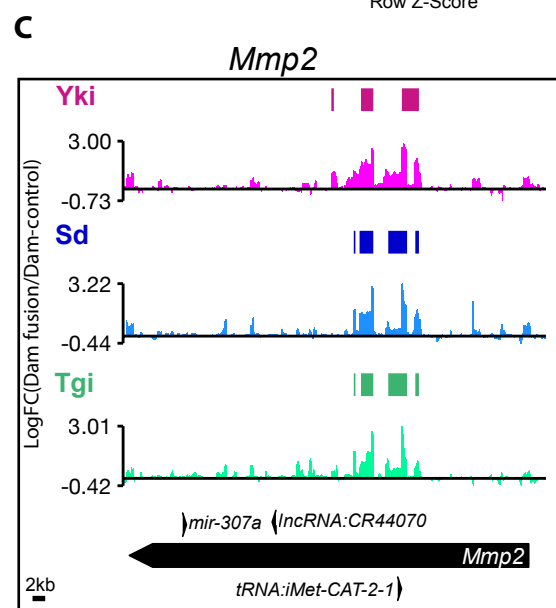 Row Z-Score
C
Mmp2
Yki
3.00
-0.73
Sd
3.22
-0.44
Tgi
3.01
-0.42
LogFC(Dam fusion/Dam-control)
mir-307a lncRNA:CR44070
Mmp2
2kb
tRNA:iMet-CAT-2-1